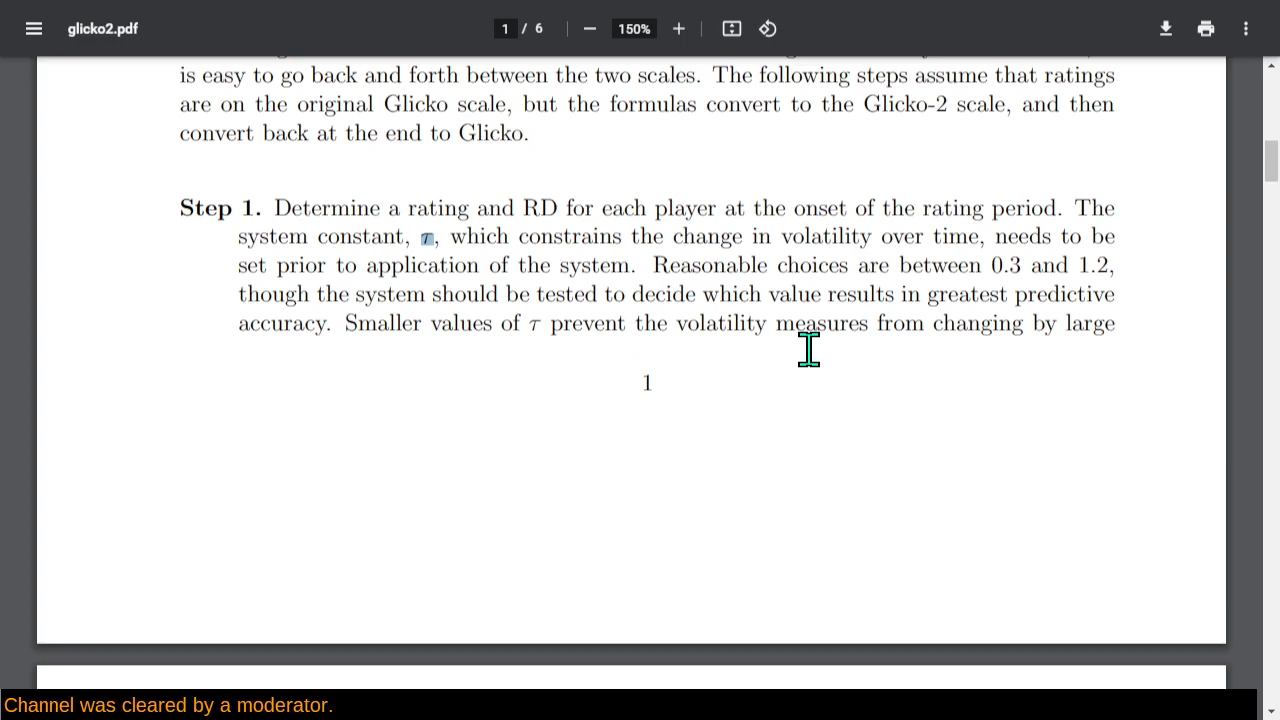 glicko2.pdf
1 / 6
150%
is easy to go back and forth between the two scales. The following steps assume that ratings
are on the original Glicko scale, but the formulas convert to the Glicko-2 scale, and then
convert back at the end to Glicko.
Step 1. Determine a rating and RD for each player at the onset of the rating period. The
system constant, τ, which constrains the change in volatility over time, needs to be
set prior to application of the system. Reasonable choices are between 0.3 and 1.2,
though the system should be tested to decide which value results in greatest predictive
accuracy. Smaller values of τ prevent the volatility measures from changing by large
1
Channel was cleared by a moderator.